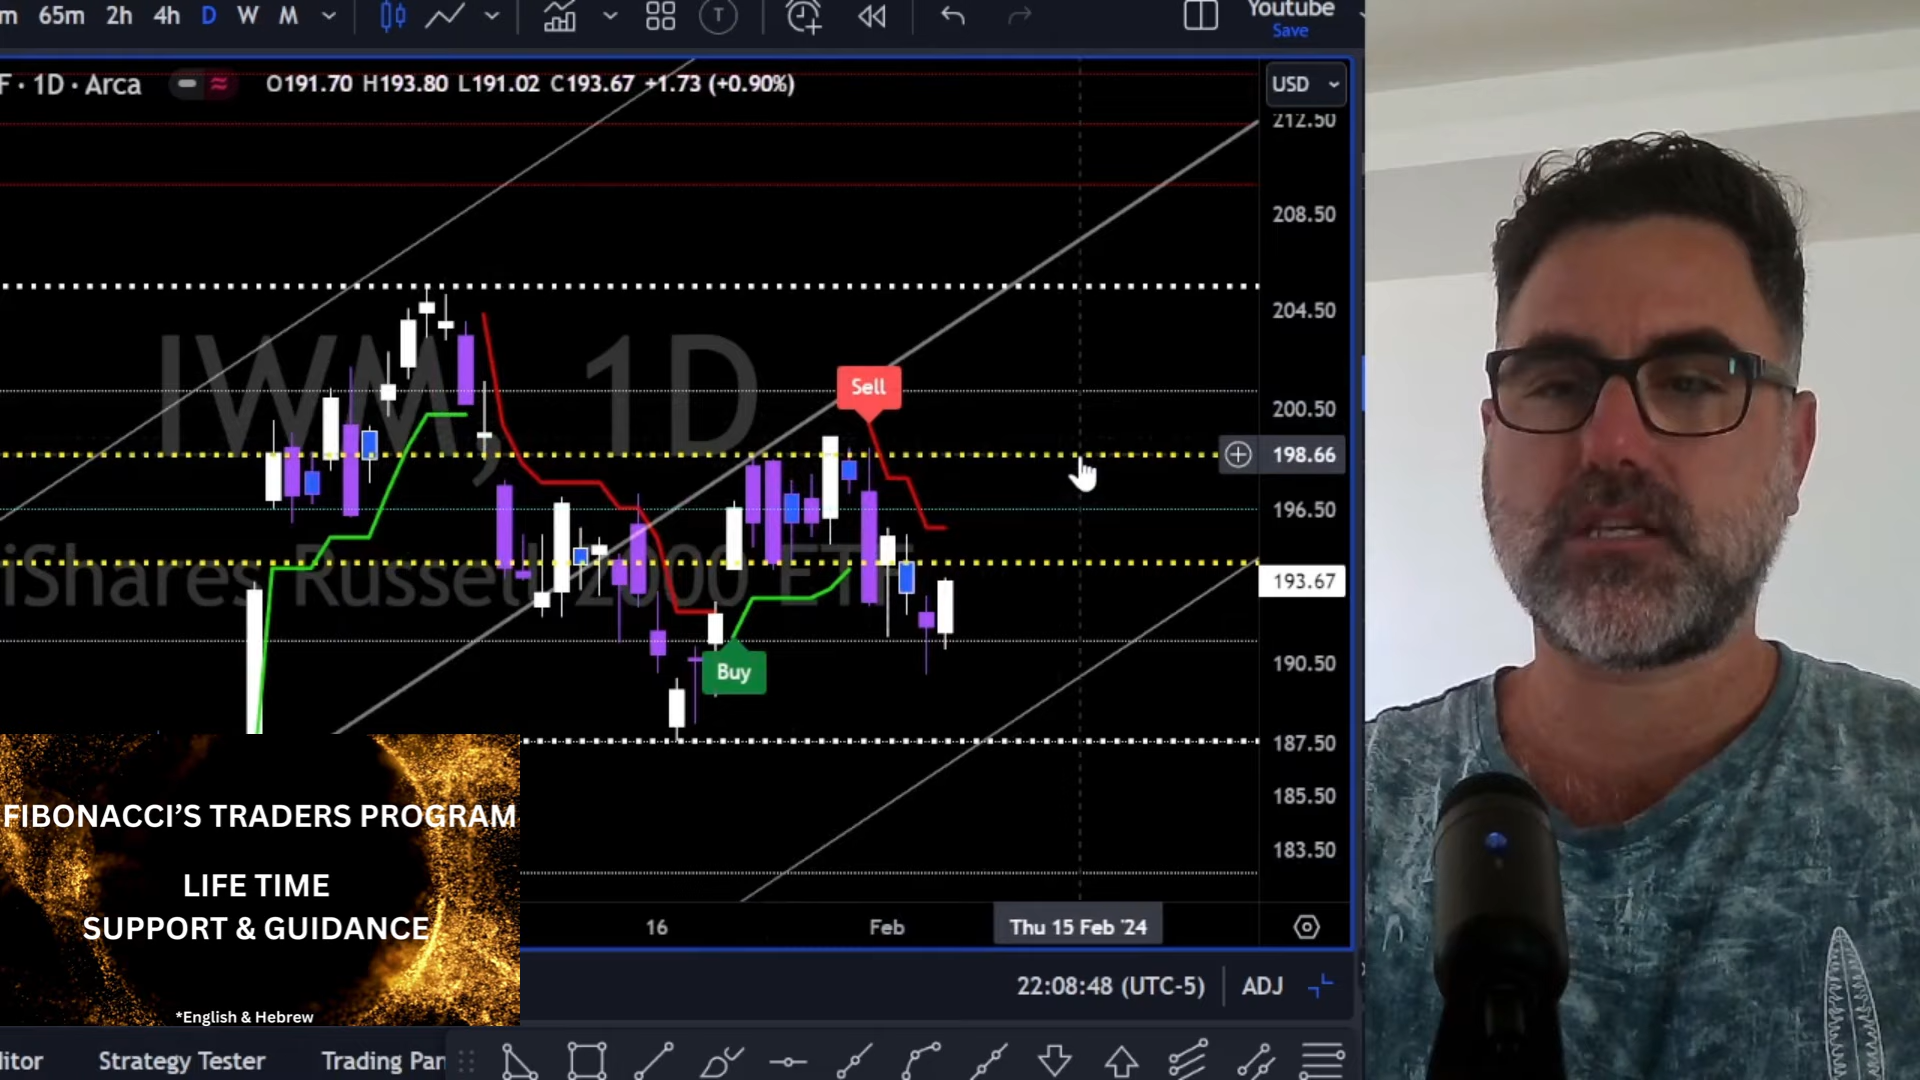 m 65m 2h 4h D W M
T
Youtube
Save
F · 1D · Arca
O191.70 H193.80 L191.02 C193.67 +1.73 (+0.90%)
USD
212.50
208.50
204.50
200.50
198.66
196.50
193.67
190.50
187.50
185.50
183.50
IWM, 1D
iShares Russell 2000 ETF
Sell
Buy
16 Feb Thu 15 Feb '24
FIBONACCI'S TRADERS PROGRAM
LIFE TIME
SUPPORT & GUIDANCE
*English & Hebrew
22:08:48 (UTC-5) ADJ
litor Strategy Tester Trading Pan